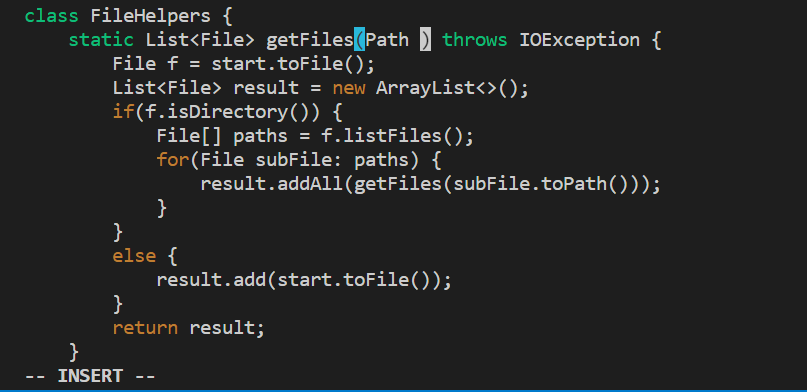 class FileHelpers {
    static List<File> getFiles(Path ) throws IOException {
        File f = start.toFile();
        List<File> result = new ArrayList<>();
        if(f.isDirectory()) {
            File[] paths = f.listFiles();
            for(File subFile: paths) {
                result.addAll(getFiles(subFile.toPath()));
            }
        }
        else {
            result.add(start.toFile());
        }
        return result;
    }
-- INSERT --